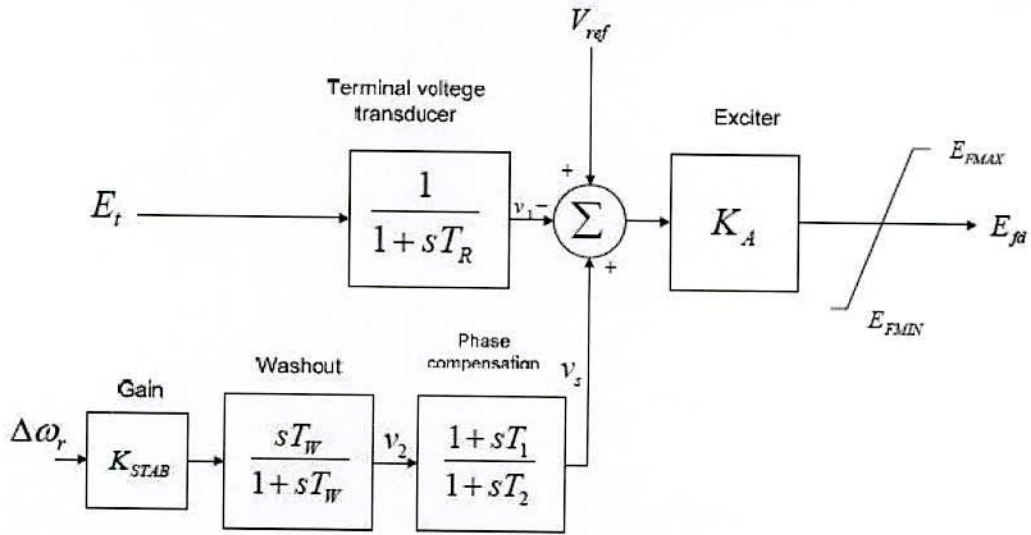 V_ref
Terminal voltege
transducer
Exciter
E_t
1
1 + sT_R
v_1
−
+
Σ
+
K_A
E_FMAX
E_fd
E_FMIN
Phase
compensation
v_s
Washout
Gain
Δω_r
K_STAB
sT_W
1 + sT_W
v_2
1 + sT_1
1 + sT_2